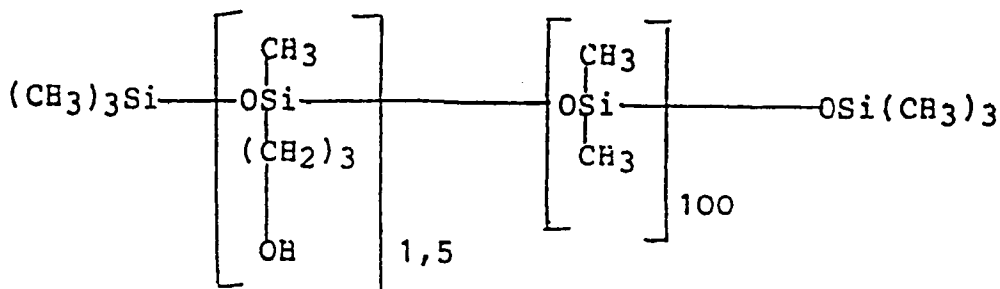 CH3 CH3
(CH3)3Si OSi OSi OSi(CH3)3
(CH2)3 CH3
100
OH 1,5